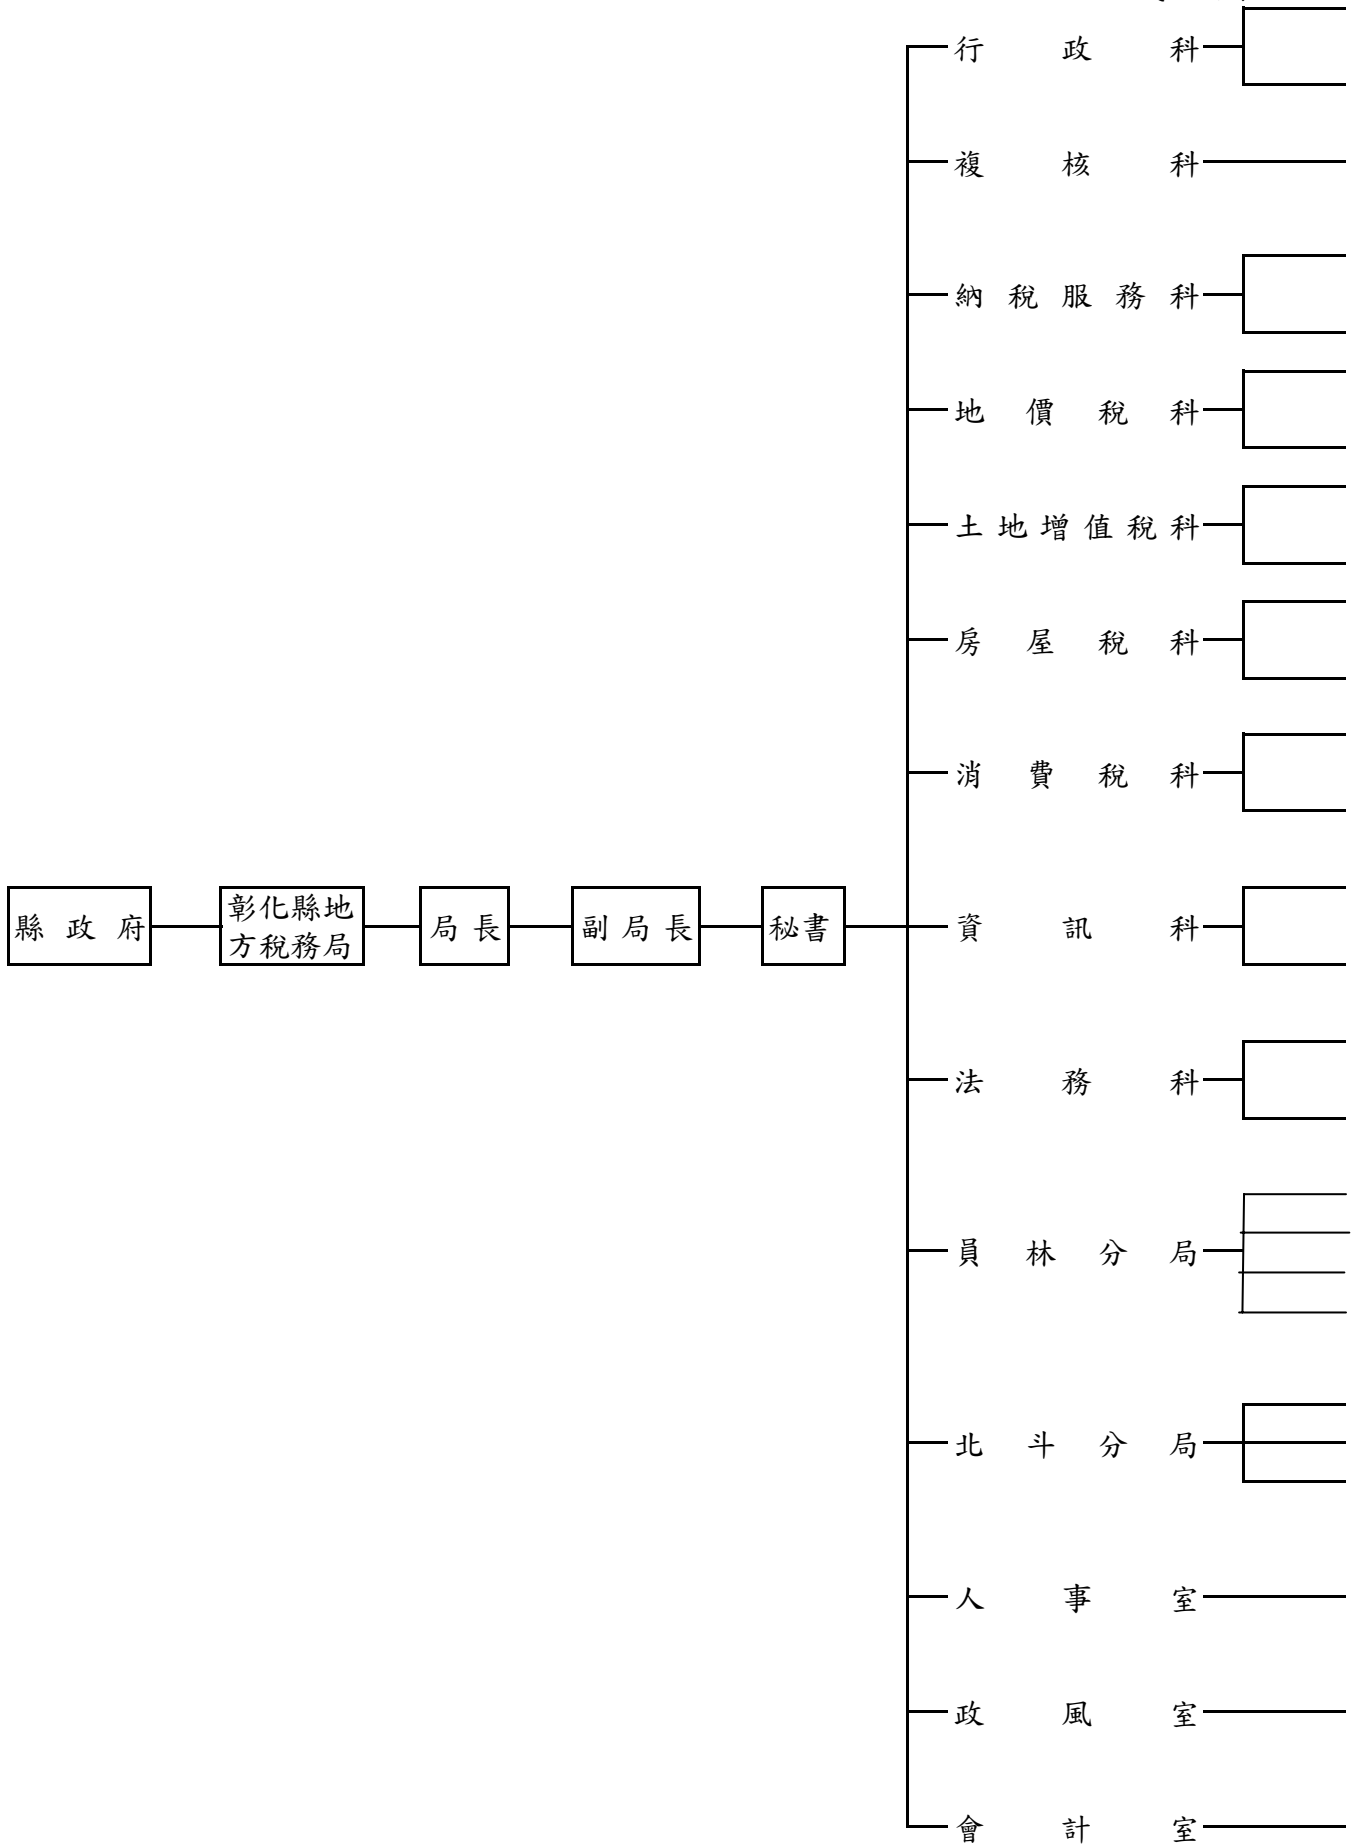 行政科
複核科
納稅服務科
地價稅科
土地增值稅科
房屋稅科
消費稅科
縣政府
彰化縣地
方稅務局
局長
副局長
秘書
資訊科
法務科
員林分局
北斗分局
人事室
政風室
會計室